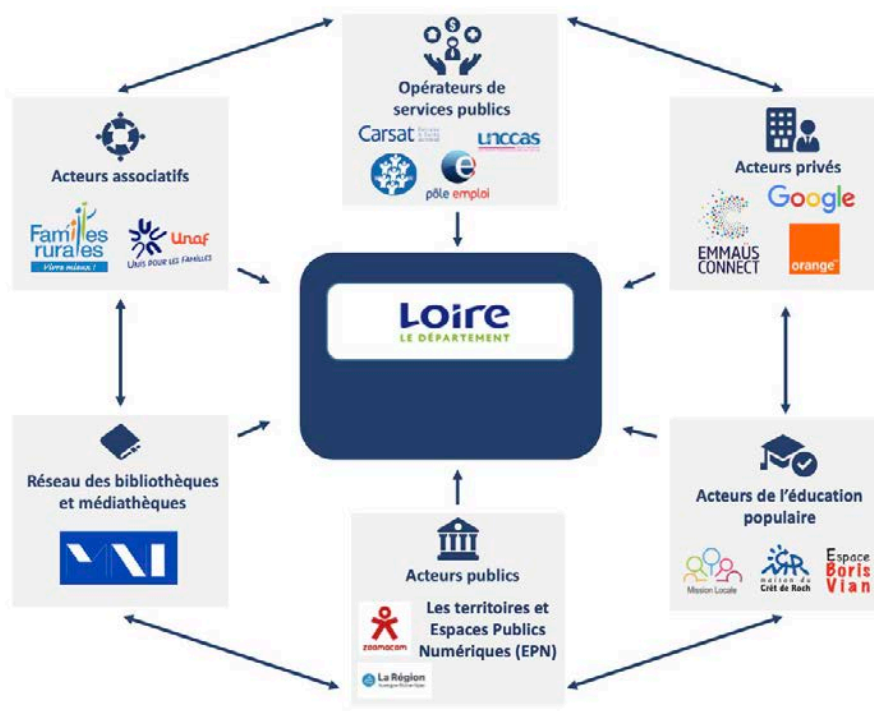 Opérateurs de
services publics
Carsat
unccas
pôle emploi
Acteurs associatifs
Familles
rurales
Vivre mieux !
Unaf
UNIS POUR LES FAMILLES
Acteurs privés
Google
EMMAÜS
CONNECT
orange
Loire
LE DÉPARTEMENT
Réseau des bibliothèques
et médiathèques
MNI
Acteurs publics
Les territoires et
Espaces Publics
Numériques (EPN)
zoomacom
La Région
Acteurs de l'éducation
populaire
Mission Locale
maison du
Crêt de Roch
Espace
Boris
Vian